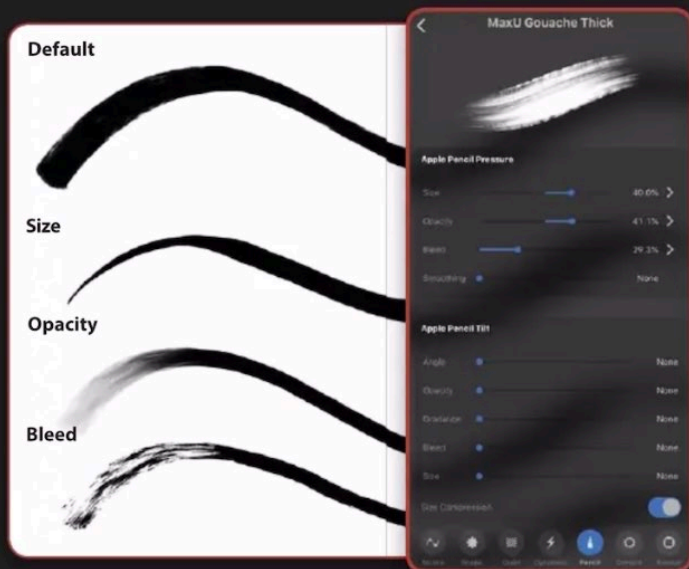 Default
Size
Opacity
Bleed
MaxU Gouache Thick
Apple Pencil Pressure
Size 40.0%
Opacity 41.1%
Bleed 29.3%
Smoothing None
Apple Pencil Tilt
Angle None
Opacity None
Gradation None
Bleed None
Size None
Size Compression
Pencil